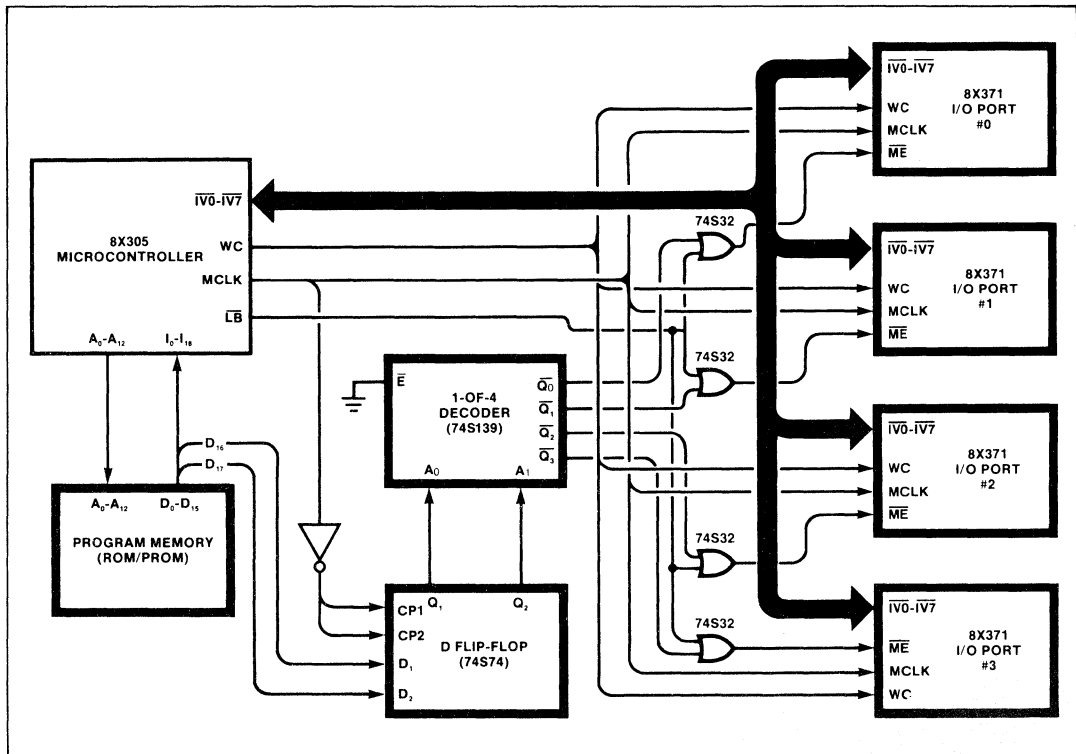 8X305
MICROCONTROLLER
IV0-IV7
WC
MCLK
LB
A0-A12
I0-I18
D16
D17
A0-A12
D0-D15
PROGRAM MEMORY
(ROM/PROM)
E
1-OF-4
DECODER
(74S139)
Q0
Q1
Q2
Q3
A0
A1
Q1
Q2
CP1
CP2
D1
D2
D FLIP-FLOP
(74S74)
74S32
74S32
74S32
74S32
IV0-IV7
WC
MCLK
ME
8X371
I/O PORT
#0
IV0-IV7
WC
MCLK
ME
8X371
I/O PORT
#1
IV0-IV7
WC
MCLK
ME
8X371
I/O PORT
#2
IV0-IV7
ME
MCLK
WC
8X371
I/O PORT
#3